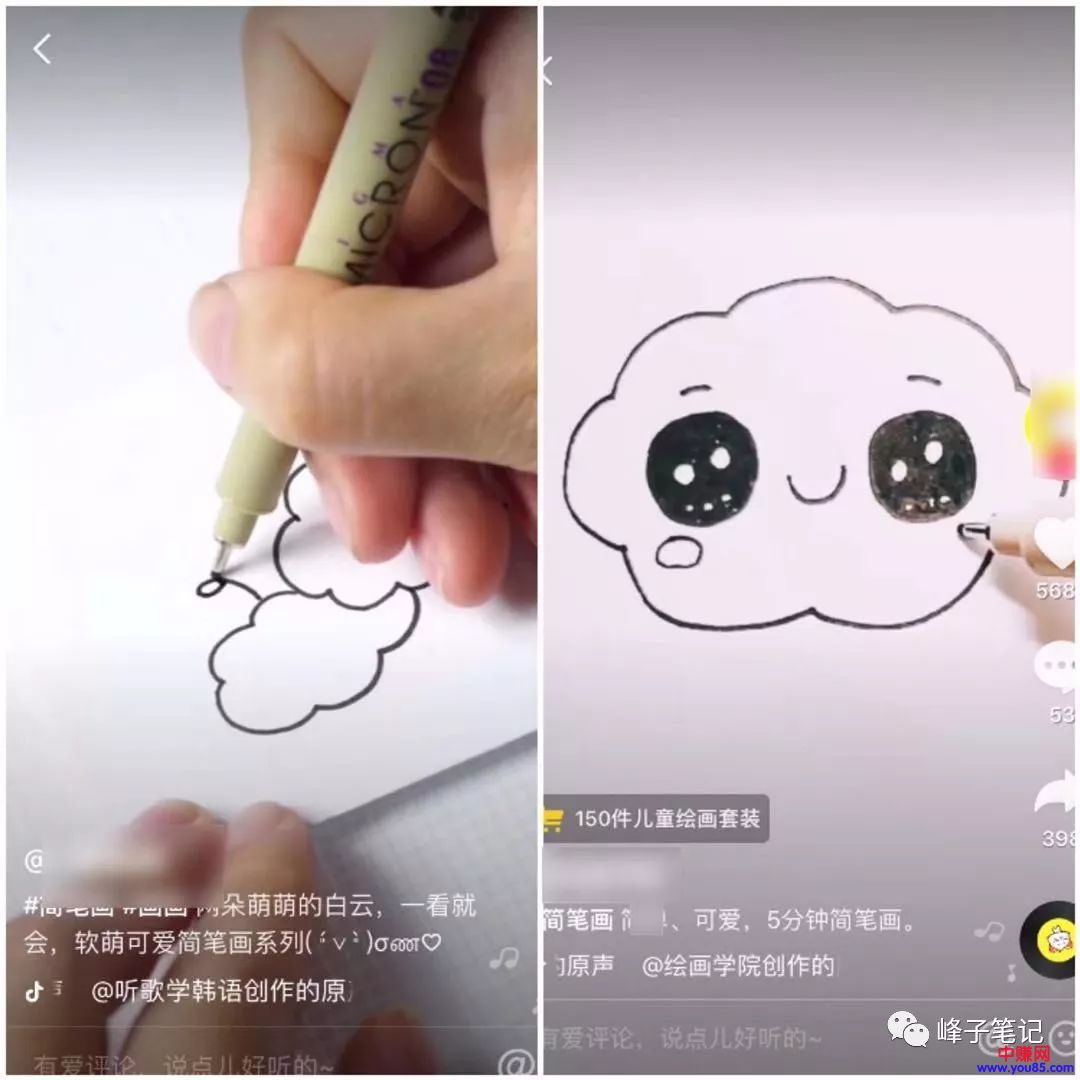 MICRON 08
@
#简笔画 #画画 两朵萌萌的白云，一看就
会，软萌可爱简笔画系列( ˊ˅ˋ)σண♡
@听歌学韩语创作的原
有爱评论，说点儿好听的~
@
568
53
398
150件儿童绘画套装
简笔画 、可爱，5分钟简笔画。
的原声 @绘画学院创作的
有爱评论，说点儿好听的~
峰子笔记
中赚网
www.you85.com